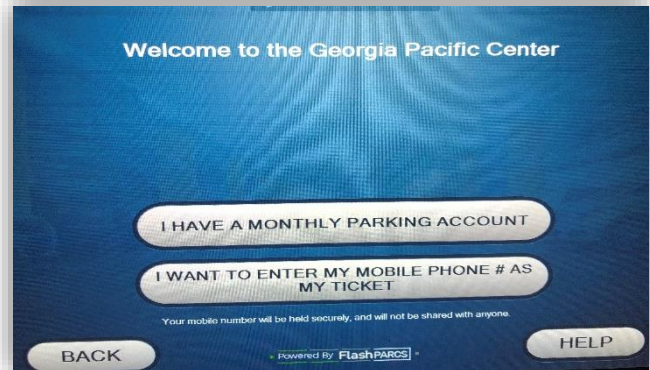 Welcome to the Georgia Pacific Center
I HAVE A MONTHLY PARKING ACCOUNT
I WANT TO ENTER MY MOBILE PHONE # AS
MY TICKET
Your mobile number will be held securely, and will not be shared with anyone.
BACK
Powered By FlashPARCS
HELP